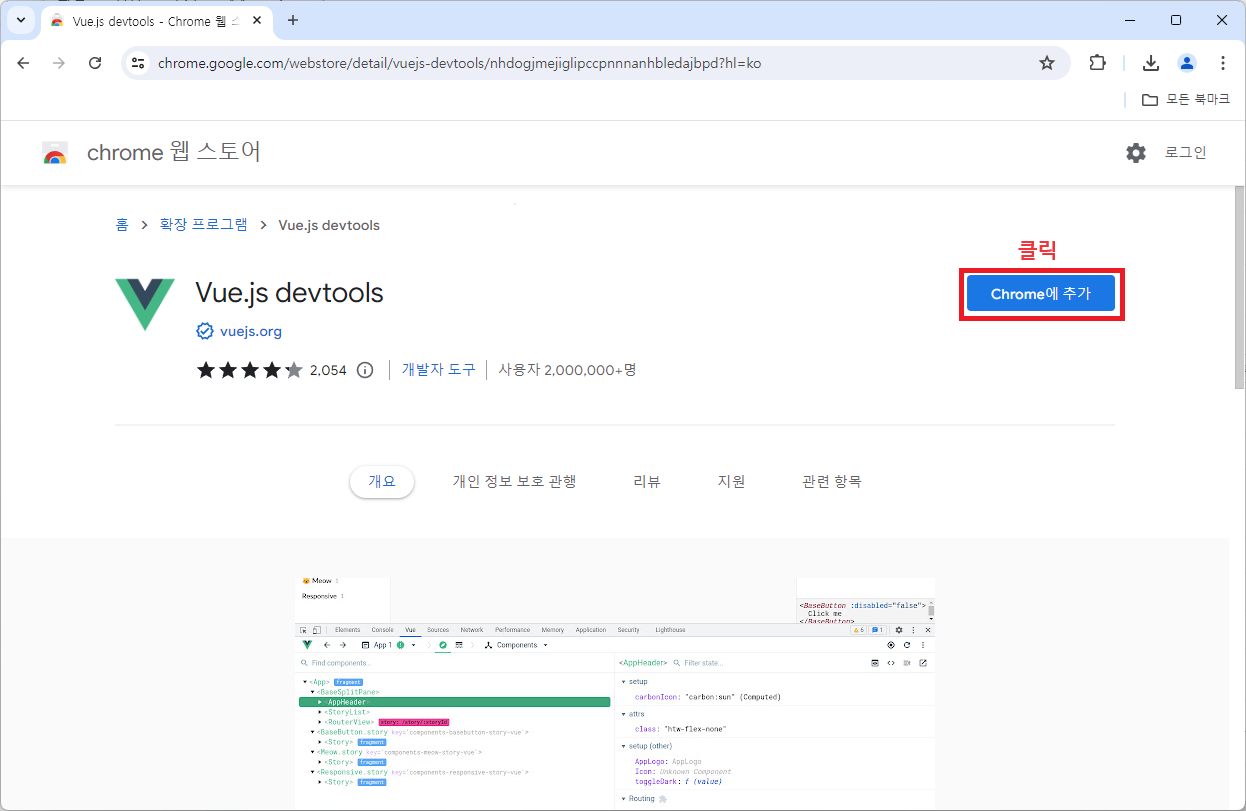 Vue.js devtools - Chrome 웹 스
chrome.google.com/webstore/detail/vuejs-devtools/nhdogjmejiglipccpnnnanhbledajbpd?hl=ko
모든 북마크
chrome 웹 스토어
로그인
홈 > 확장 프로그램 > Vue.js devtools
클릭
Vue.js devtools
Chrome에 추가
vuejs.org
2,054
개발자 도구
사용자 2,000,000+명
개요
개인 정보 보호 관행
리뷰
지원
관련 항목
Meow 1
Responsive 1
<BaseButton :disabled="false">
Click me
</BaseButton>
Elements Console Vue Sources Network Performance Memory Application Security Lighthouse 6 1
App 1 Components
Find components...
<AppHeader> Filter state...
<App> fragment
<BaseSplitPane>
<AppHeader>
<StoryList>
<RouterView> story: /story/:storyId
<BaseButton.story key='components-basebutton-story-vue'>
<Story> fragment
<Meow.story key='components-meow-story-vue'>
<Story> fragment
<Responsive.story key='components-responsive-story-vue'>
<Story> fragment
setup
carbonIcon: "carbon:sun" (Computed)
attrs
class: "htw-flex-none"
setup (other)
AppLogo: AppLogo
Icon: Unknown Component
toggleDark: f (value)
Routing